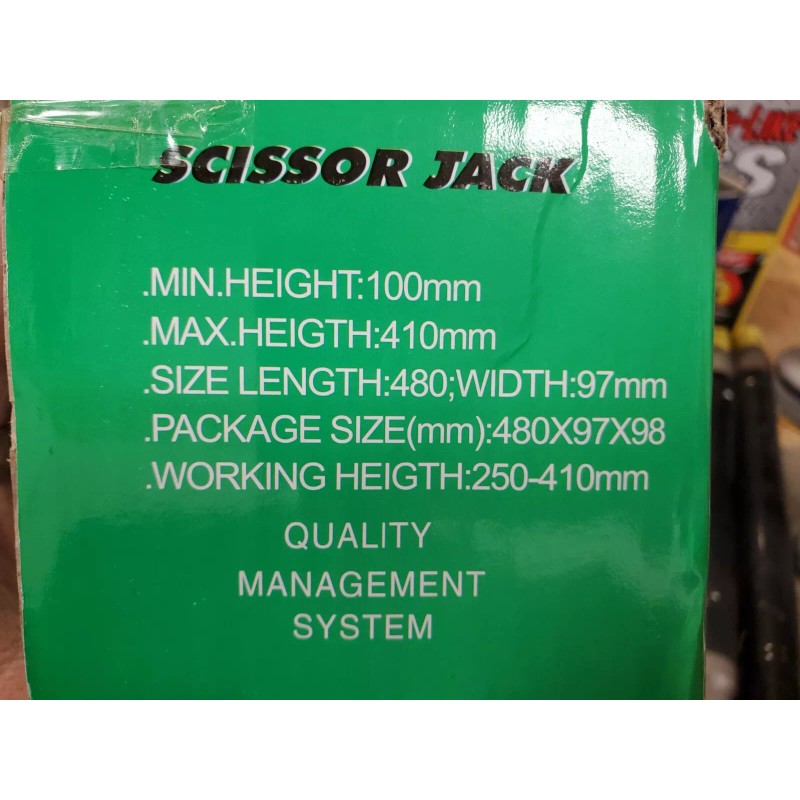 SCISSOR JACK
.MIN.HEIGHT:100mm
.MAX.HEIGTH:410mm
.SIZE LENGTH:480;WIDTH:97mm
.PACKAGE SIZE(mm):480X97X98
.WORKING HEIGTH:250-410mm
QUALITY
MANAGEMENT
SYSTEM